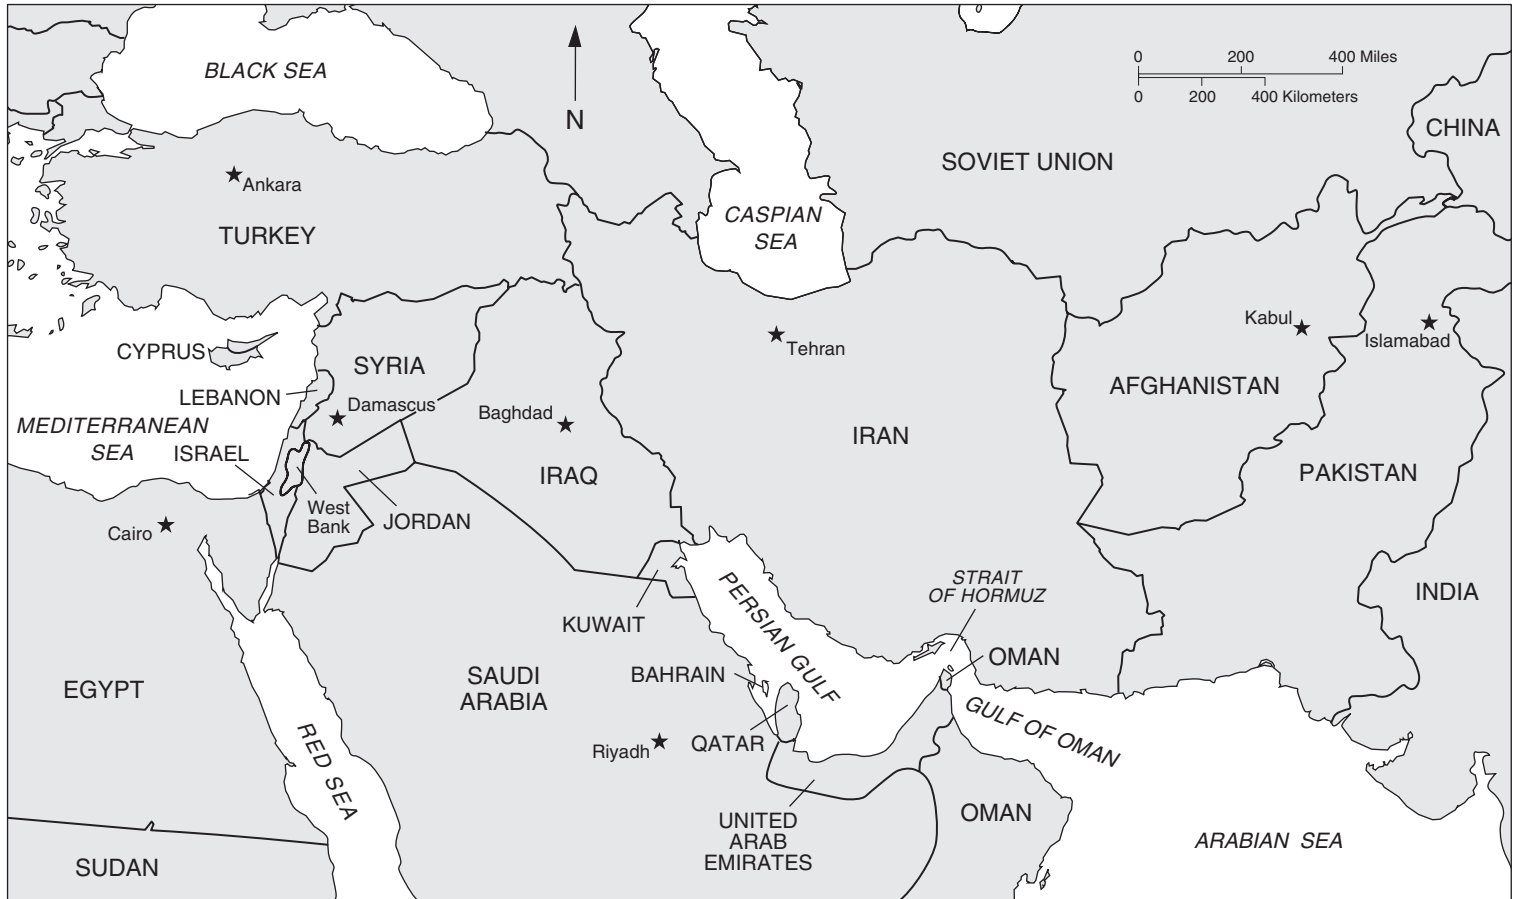 BLACK SEA
N
0 200 400 Miles
0 200 400 Kilometers
CHINA
SOVIET UNION
Ankara
TURKEY
CASPIAN
SEA
Kabul
Islamabad
Tehran
CYPRUS
SYRIA
AFGHANISTAN
LEBANON
Damascus
Baghdad
MEDITERRANEAN
SEA
ISRAEL
IRAN
IRAQ
PAKISTAN
West
Bank
JORDAN
Cairo
STRAIT
OF HORMUZ
INDIA
KUWAIT
PERSIAN GULF
OMAN
EGYPT
SAUDI
ARABIA
BAHRAIN
GULF OF OMAN
RED SEA
Riyadh
QATAR
UNITED
ARAB
EMIRATES
OMAN
ARABIAN SEA
SUDAN